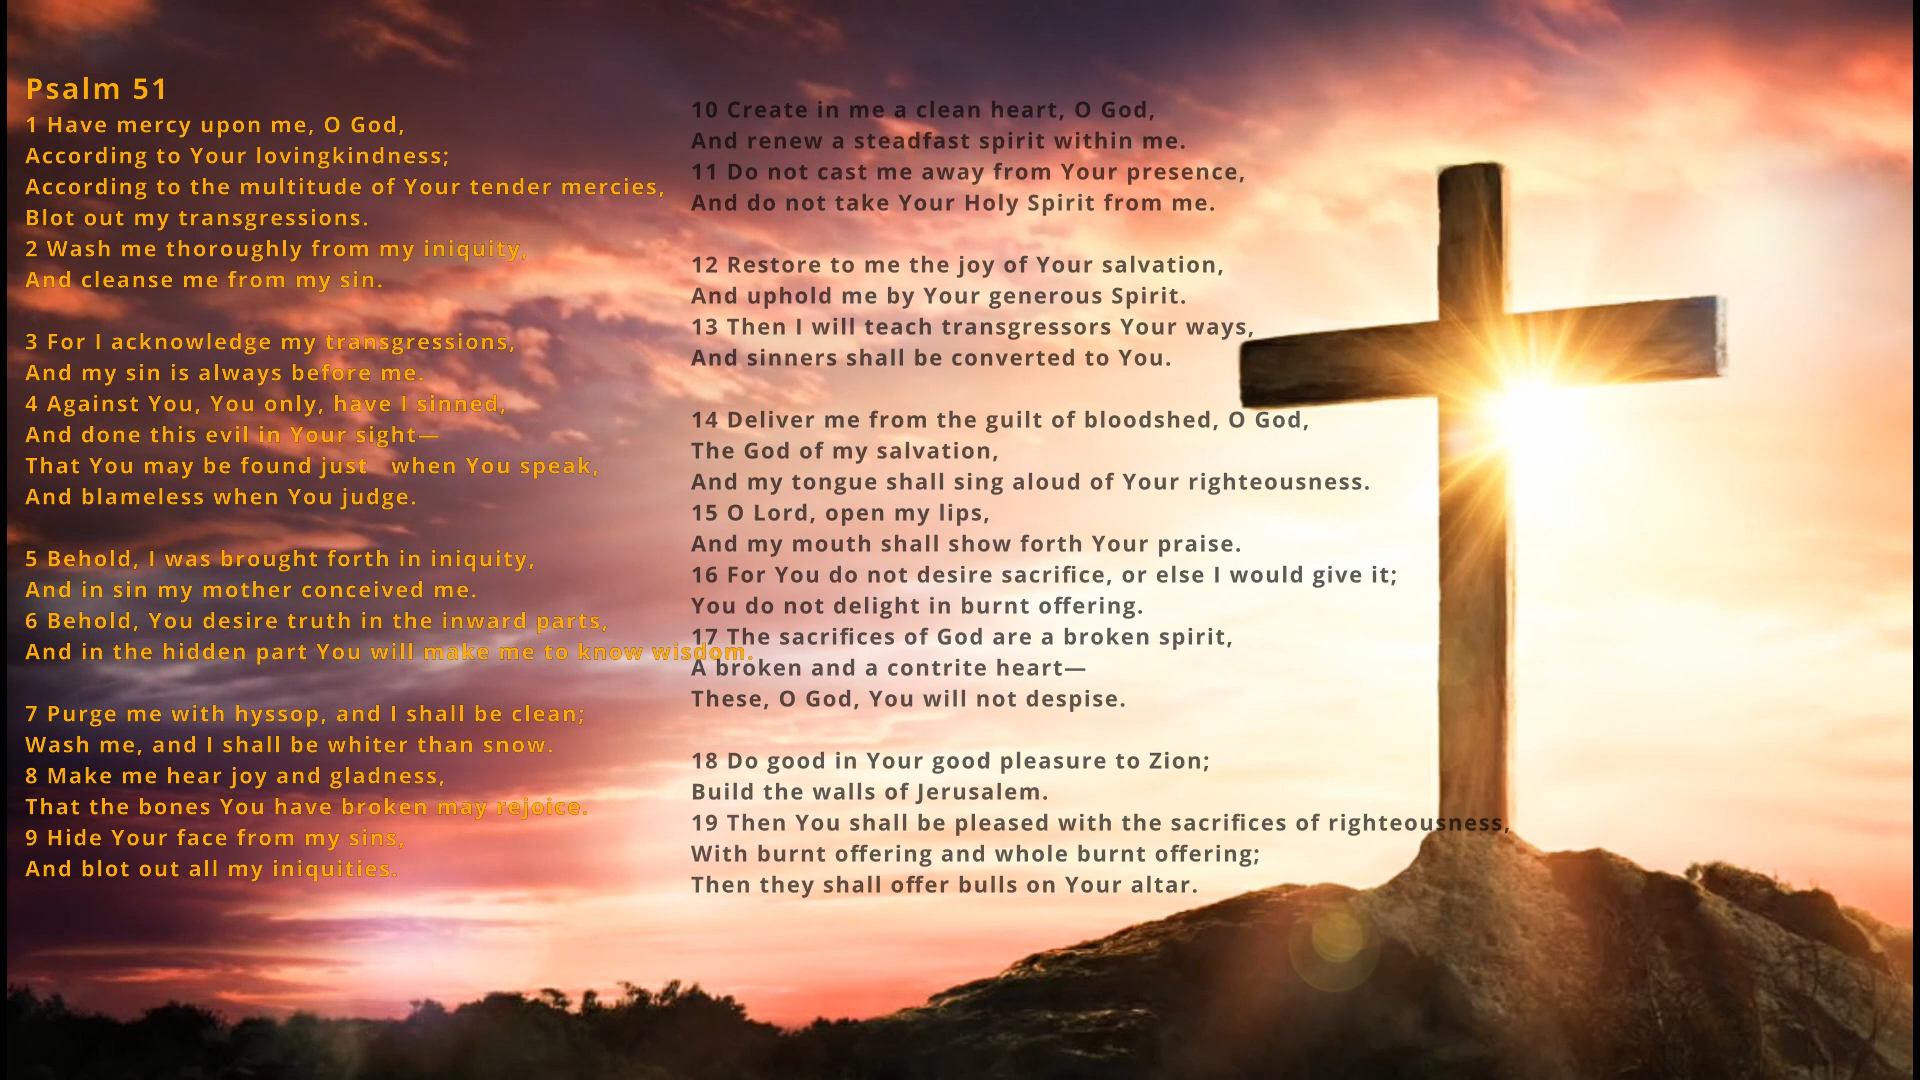 Psalm 51
1 Have mercy upon me, O God,
According to Your lovingkindness;
According to the multitude of Your tender mercies,
Blot out my transgressions.
2 Wash me thoroughly from my iniquity,
And cleanse me from my sin.
3 For I acknowledge my transgressions,
And my sin is always before me.
4 Against You, You only, have I sinned,
And done this evil in Your sight—
That You may be found just when You speak,
And blameless when You judge.
5 Behold, I was brought forth in iniquity,
And in sin my mother conceived me.
6 Behold, You desire truth in the inward parts,
And in the hidden part You will make me to know wisdom.
7 Purge me with hyssop, and I shall be clean;
Wash me, and I shall be whiter than snow.
8 Make me hear joy and gladness,
That the bones You have broken may rejoice.
9 Hide Your face from my sins,
And blot out all my iniquities.
10 Create in me a clean heart, O God,
And renew a steadfast spirit within me.
11 Do not cast me away from Your presence,
And do not take Your Holy Spirit from me.
12 Restore to me the joy of Your salvation,
And uphold me by Your generous Spirit.
13 Then I will teach transgressors Your ways,
And sinners shall be converted to You.
14 Deliver me from the guilt of bloodshed, O God,
The God of my salvation,
And my tongue shall sing aloud of Your righteousness.
15 O Lord, open my lips,
And my mouth shall show forth Your praise.
16 For You do not desire sacrifice, or else I would give it;
You do not delight in burnt offering.
17 The sacrifices of God are a broken spirit,
A broken and a contrite heart—
These, O God, You will not despise.
18 Do good in Your good pleasure to Zion;
Build the walls of Jerusalem.
19 Then You shall be pleased with the sacrifices of righteousness,
With burnt offering and whole burnt offering;
Then they shall offer bulls on Your altar.